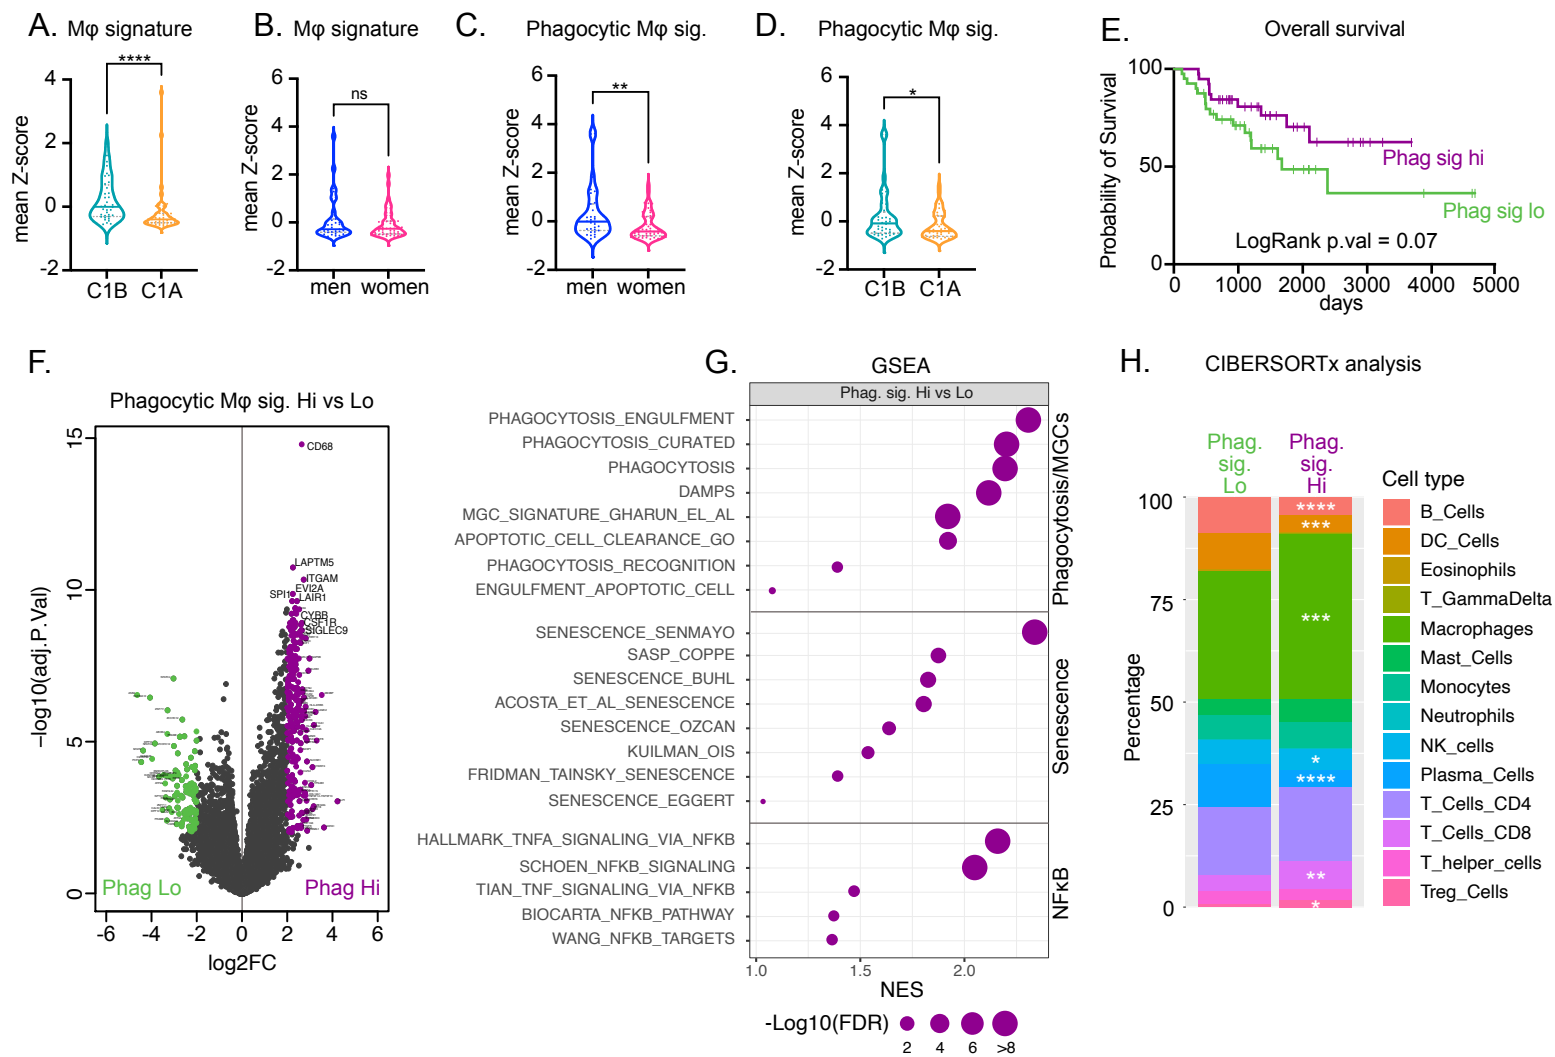 A. Mφ signature
****
mean Z-score
4
2
0
-2
C1B C1A
B. Mφ signature
ns
mean Z-score
6
4
2
0
-2
men women
C. Phagocytic Mφ sig.
**
mean Z-score
6
4
2
0
-2
men women
D. Phagocytic Mφ sig.
*
mean Z-score
6
4
2
0
-2
C1B C1A
E. Overall survival
Probability of Survival
100
50
0
Phag sig hi
Phag sig lo
LogRank p.val = 0.07
0 1000 2000 3000 4000 5000
days
F.
Phagocytic Mφ sig. Hi vs Lo
–log10(adj.P.Val)
15
10
5
0
CD68
LAPTM5
ITGAM
EVI2A
SPI1
LAIR1
CYBB
CSF1R
SIGLEC9
Phag Lo
Phag Hi
-6 -4 -2 0 2 4 6
log2FC
G. GSEA
Phag. sig. Hi vs Lo
PHAGOCYTOSIS_ENGULFMENT
PHAGOCYTOSIS_CURATED
PHAGOCYTOSIS
DAMPS
MGC_SIGNATURE_GHARUN_EL_AL
APOPTOTIC_CELL_CLEARANCE_GO
PHAGOCYTOSIS_RECOGNITION
ENGULFMENT_APOPTOTIC_CELL
Phagocytosis/MGCs
SENESCENCE_SENMAYO
SASP_COPPE
SENESCENCE_BUHL
ACOSTA_ET_AL_SENESCENCE
SENESCENCE_OZCAN
KUILMAN_OIS
FRIDMAN_TAINSKY_SENESCENCE
SENESCENCE_EGGERT
Senescence
HALLMARK_TNFA_SIGNALING_VIA_NFKB
SCHOEN_NFKB_SIGNALING
TIAN_TNF_SIGNALING_VIA_NFKB
BIOCARTA_NFKB_PATHWAY
WANG_NFKB_TARGETS
NFκB
1.0 1.5 2.0
NES
-Log10(FDR)
2 4 6 >8
H. CIBERSORTx analysis
Phag. sig. Lo
Phag. sig. Hi
Percentage
100
75
50
25
0
****
***
***
*
****
**
*
Cell type
B_Cells
DC_Cells
Eosinophils
T_GammaDelta
Macrophages
Mast_Cells
Monocytes
Neutrophils
NK_cells
Plasma_Cells
T_Cells_CD4
T_Cells_CD8
T_helper_cells
Treg_Cells